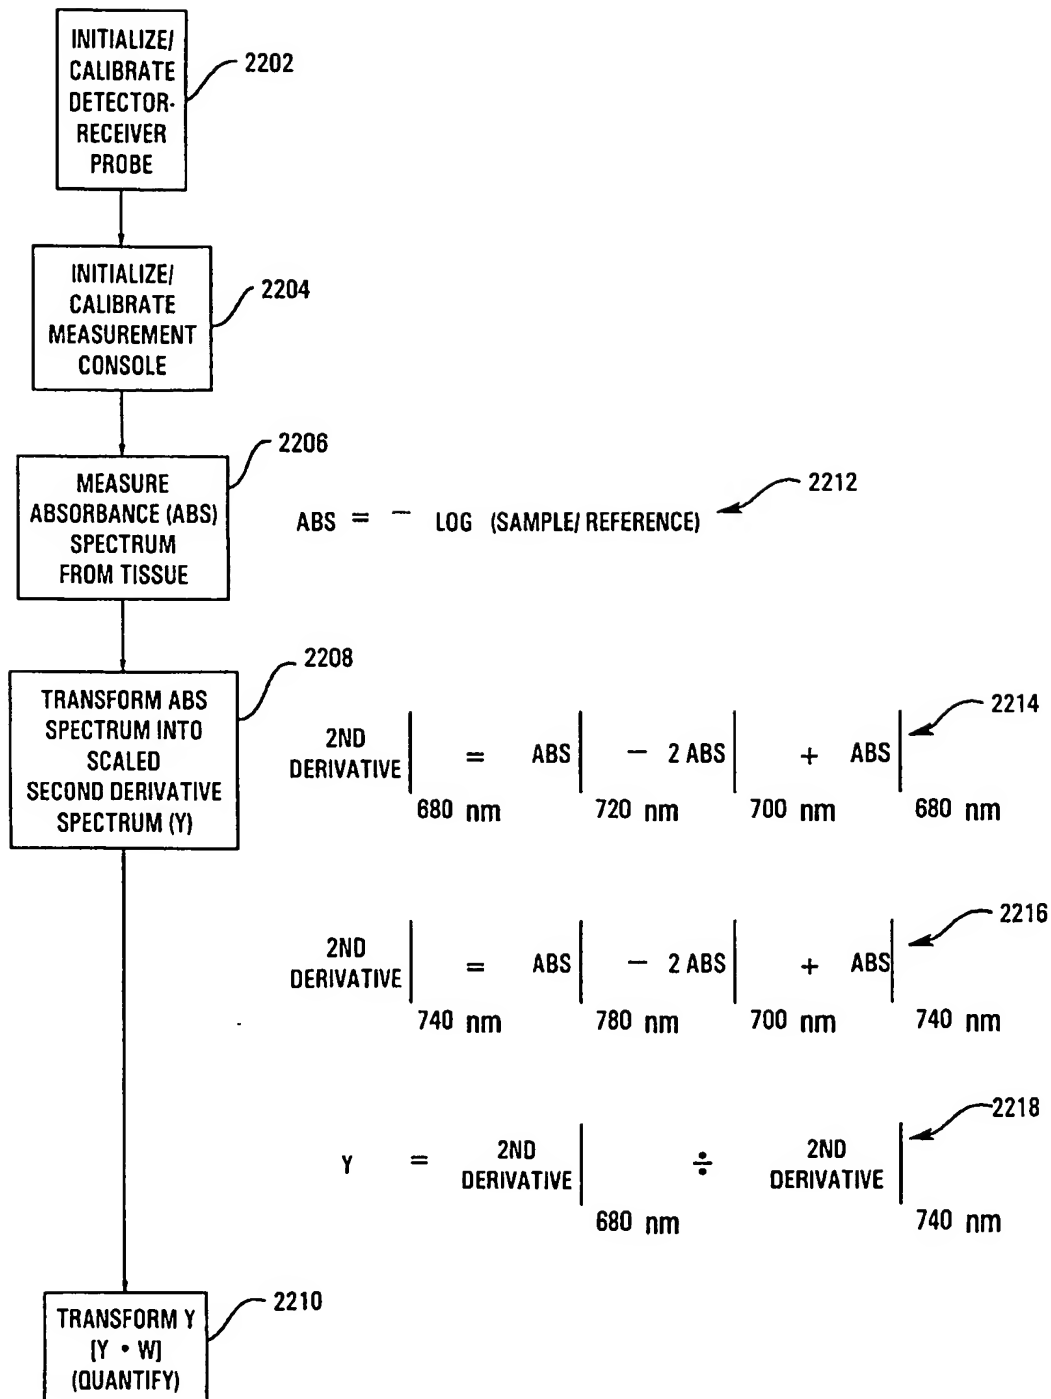 INITIALIZE/
CALIBRATE
DETECTOR-
RECEIVER
PROBE
2202
INITIALIZE/
CALIBRATE
MEASUREMENT
CONSOLE
2204
MEASURE
ABSORBANCE (ABS)
SPECTRUM
FROM TISSUE
2206
ABS = - LOG (SAMPLE/ REFERENCE)
2212
TRANSFORM ABS
SPECTRUM INTO
SCALED
SECOND DERIVATIVE
SPECTRUM (Y)
2208
2ND
DERIVATIVE | = ABS | - 2 ABS | + ABS |
680 nm 720 nm 700 nm 680 nm
2214
2ND
DERIVATIVE | = ABS | - 2 ABS | + ABS |
740 nm 780 nm 700 nm 740 nm
2216
Y = 2ND DERIVATIVE | ÷ 2ND DERIVATIVE |
680 nm 740 nm
2218
TRANSFORM Y
[Y • W]
(QUANTIFY)
2210